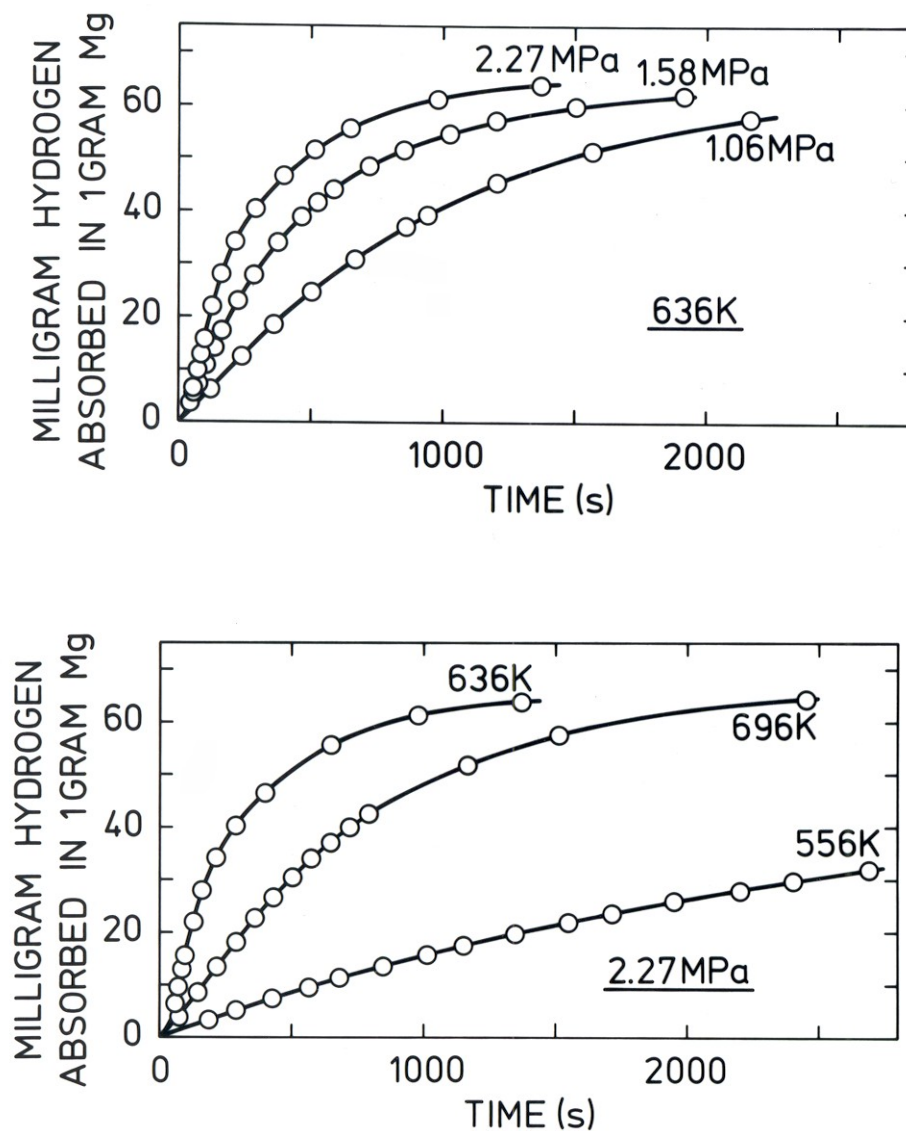 MILLIGRAM HYDROGEN
ABSORBED IN 1GRAM Mg
60
40
20
0
2.27MPa
1.58MPa
1.06MPa
636K
0
1000
2000
TIME (s)
MILLIGRAM HYDROGEN
ABSORBED IN 1GRAM Mg
60
40
20
0
636K
696K
556K
2.27MPa
0
1000
2000
TIME (s)